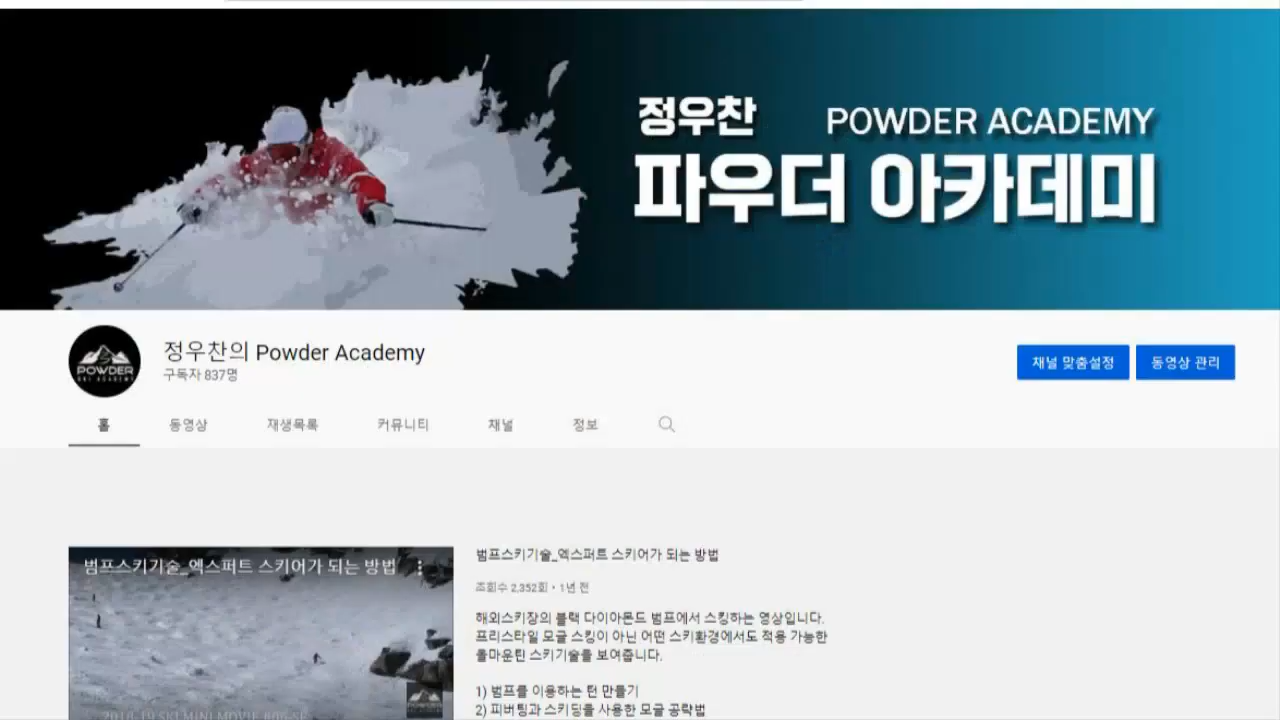 정우찬 POWDER ACADEMY
파우더 아카데미
POWDER
SKI ACADEMY
정우찬의 Powder Academy
구독자 837명
채널 맞춤설정 동영상 관리
홈 동영상 재생목록 커뮤니티 채널 정보
범프스키기술_엑스퍼트 스키어가 되는 방법
범프스키기술_엑스퍼트 스키어가 되는 방법
조회수 2,352회 • 1년 전
해외스키장의 블랙 다이아몬드 범프에서 스킹하는 영상입니다.
프리스타일 모글 스킹이 아닌 어떤 스키환경에서도 적용 가능한
올마운틴 스키기술을 보여줍니다.
1) 범프를 이용하는 턴 만들기
2) 피버팅과 스키딩을 사용한 모글 공략법
POWDER
2018-19 SKI MINI MOVIE